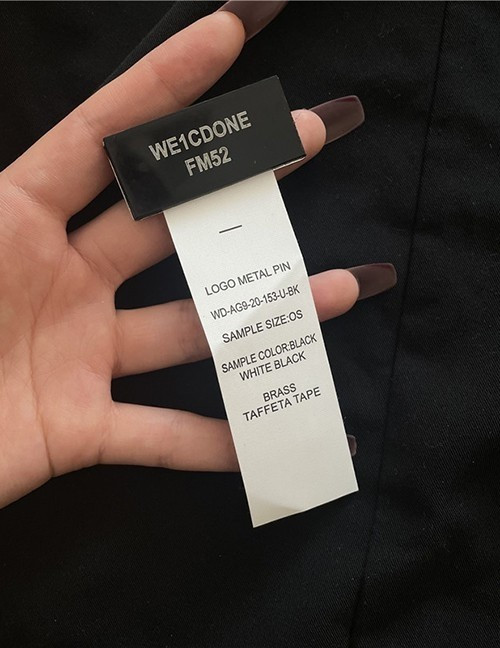 WE1CDONE
FM52
LOGO METAL PIN
WD-AG9-20-153-U-BK
SAMPLE SIZE:OS
SAMPLE COLOR:BLACK
WHITE BLACK
BRASS
TAFFETA TAPE